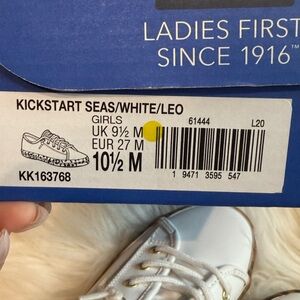 LADIES FIRST
SINCE 1916™
KICKSTART SEAS/WHITE/LEO
GIRLS
61444
L20
UK 9½ M
EUR 27 M
10½ M
KK163768
1 9471 3595 547